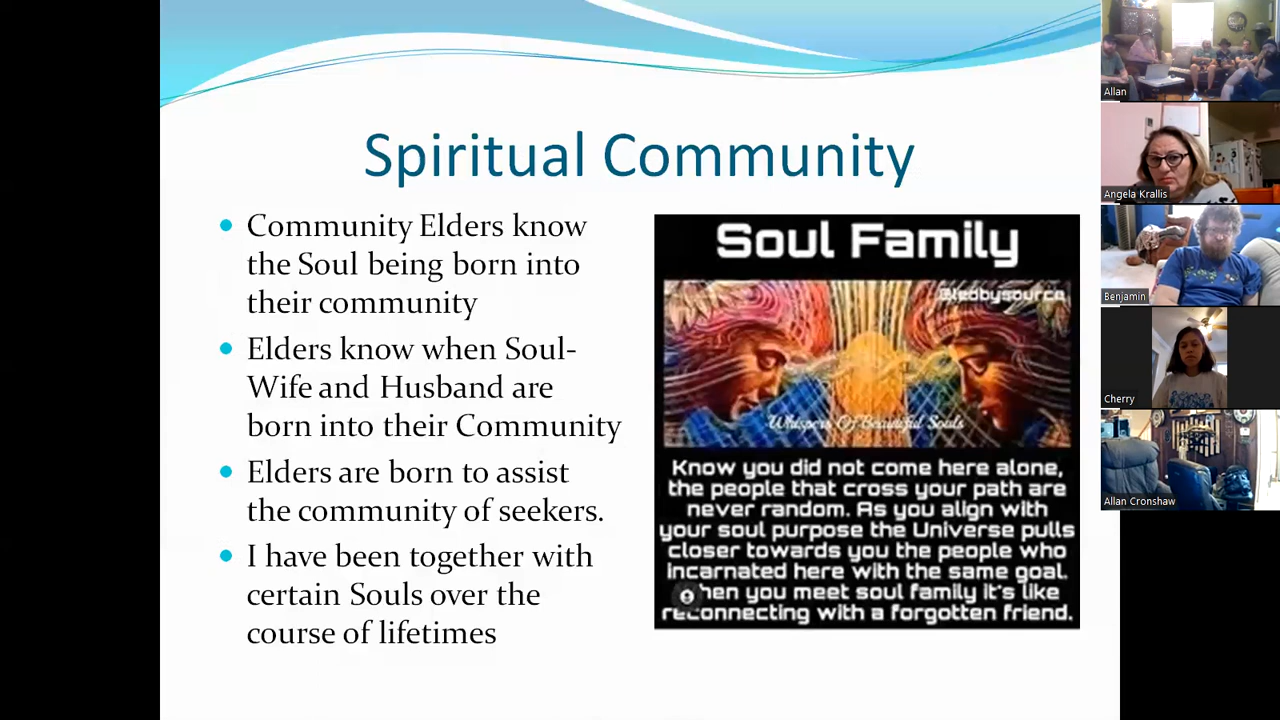 Spiritual Community
Community Elders know
the Soul being born into
their community
Elders know when Soul-
Wife and Husband are
born into their Community
Elders are born to assist
the community of seekers.
I have been together with
certain Souls over the
course of lifetimes
Soul Family
@ledbysource
Whispers Of Beautiful Souls
Know you did not come here alone,
the people that cross your path are
never random. As you align with
your soul purpose the Universe pulls
closer towards you the people who
incarnated here with the same goal.
hen you meet soul family it's like
reconnecting with a forgotten friend.
Allan
Angela Krallis
Benjamin
Cherry
Allan Cronshaw